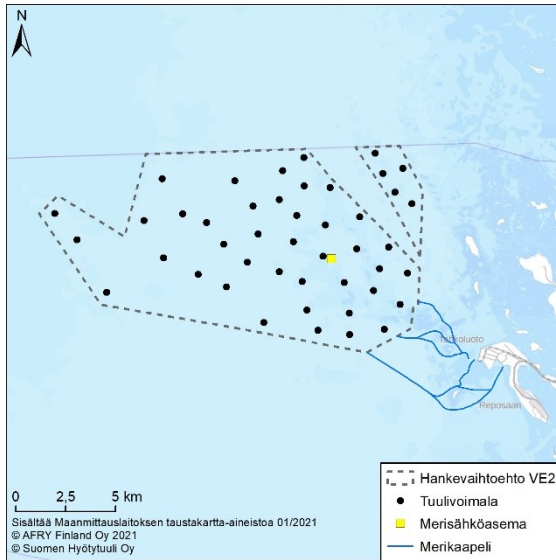 N
Tahkoluoto
Reposaari
0 2,5 5 km
Sisältää Maanmittauslaitoksen taustakartta-aineistoa 01/2021
© AFRY Finland Oy 2021
© Suomen Hyötytuuli Oy
Hankevaihtoehto VE2
Tuulivoimala
Merisähköasema
Merikaapeli